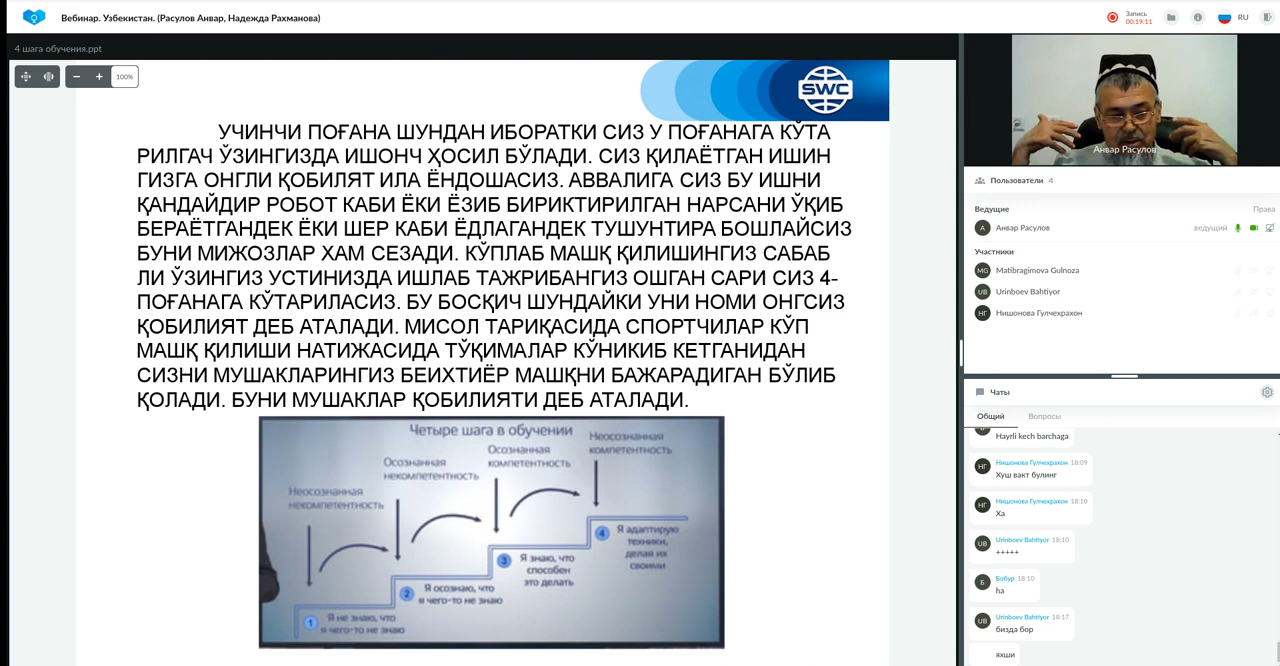 Вебинар. Узбекистан. (Расулов Анвар, Надежда Рахманова)
Запись
00:19:11
RU
4 шага обучения.ppt
100%
SWC
УЧИНЧИ ПОҒАНА ШУНДАН ИБОРАТКИ СИЗ У ПОҒАНАГА КЎТА
РИЛГАЧ ЎЗИНГИЗДА ИШОНЧ ҲОСИЛ БЎЛАДИ. СИЗ ҚИЛАЁТГАН ИШИН
ГИЗГА ОНГЛИ ҚОБИЛЯТ ИЛА ЁНДОШАСИЗ. АВВАЛИГА СИЗ БУ ИШНИ
ҚАНДАЙДИР РОБОТ КАБИ ЁКИ ЁЗИБ БИРИКТИРИЛГАН НАРСАНИ ЎҚИБ
БЕРАЁТГАНДЕК ЁКИ ШЕР КАБИ ЁДЛАГАНДЕК ТУШУНТИРА БОШЛАЙСИЗ
БУНИ МИЖОЗЛАР ХАМ СЕЗАДИ. КЎПЛАБ МАШҚ ҚИЛИШИНГИЗ САБАБ
ЛИ ЎЗИНГИЗ УСТИНИЗДА ИШЛАБ ТАЖРИБАНГИЗ ОШГАН САРИ СИЗ 4-
ПОҒАНАГА КЎТАРИЛАСИЗ. БУ БОСҚИЧ ШУНДАЙКИ УНИ НОМИ ОНГСИЗ
ҚОБИЛИЯТ ДЕБ АТАЛАДИ. МИСОЛ ТАРИҚАСИДА СПОРТЧИЛАР КЎП
МАШҚ ҚИЛИШИ НАТИЖАСИДА ТЎҚИМАЛАР КЎНИКИБ КЕТГАНИДАН
СИЗНИ МУШАКЛАРИНГИЗ БЕИХТИЁР МАШҚНИ БАЖАРАДИГАН БЎЛИБ
ҚОЛАДИ. БУНИ МУШАКЛАР ҚОБИЛИЯТИ ДЕБ АТАЛАДИ.
Четыре шага в обучении
Неосознанная
некомпетентность
Осознанная
некомпетентность
Осознанная
компетентность
Неосознанная
компетентность
1 Я не знаю, что
я чего-то не знаю
2 Я осознаю, что
я чего-то не знаю
3 Я знаю, что
способен
это делать
4 Я адаптирую
техники,
делая их
своими
Анвар Расулов
Пользователи 4
Ведущие Права
А Анвар Расулов ведущий
Участники
MG Matibragimova Gulnoza
UB Urinboev Bahtiyor
НГ Нишонова Гулчехрахон
Чаты
Общий Вопросы
Hayrli kech barchaga
НГ Нишонова Гулчехрахон 18:09
Хуш вакт булинг
НГ Нишонова Гулчехрахон 18:10
Ха
UB Urinboev Bahtiyor 18:10
+++++
Б Бобур 18:10
ha
UB Urinboev Bahtiyor 18:17
бизда бор
яхши